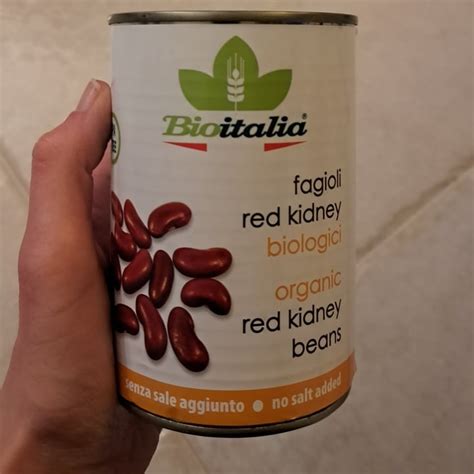 Bioitalia®
fagioli
red kidney
biologici
organic
red kidney
beans
senza sale aggiunto ● no salt added